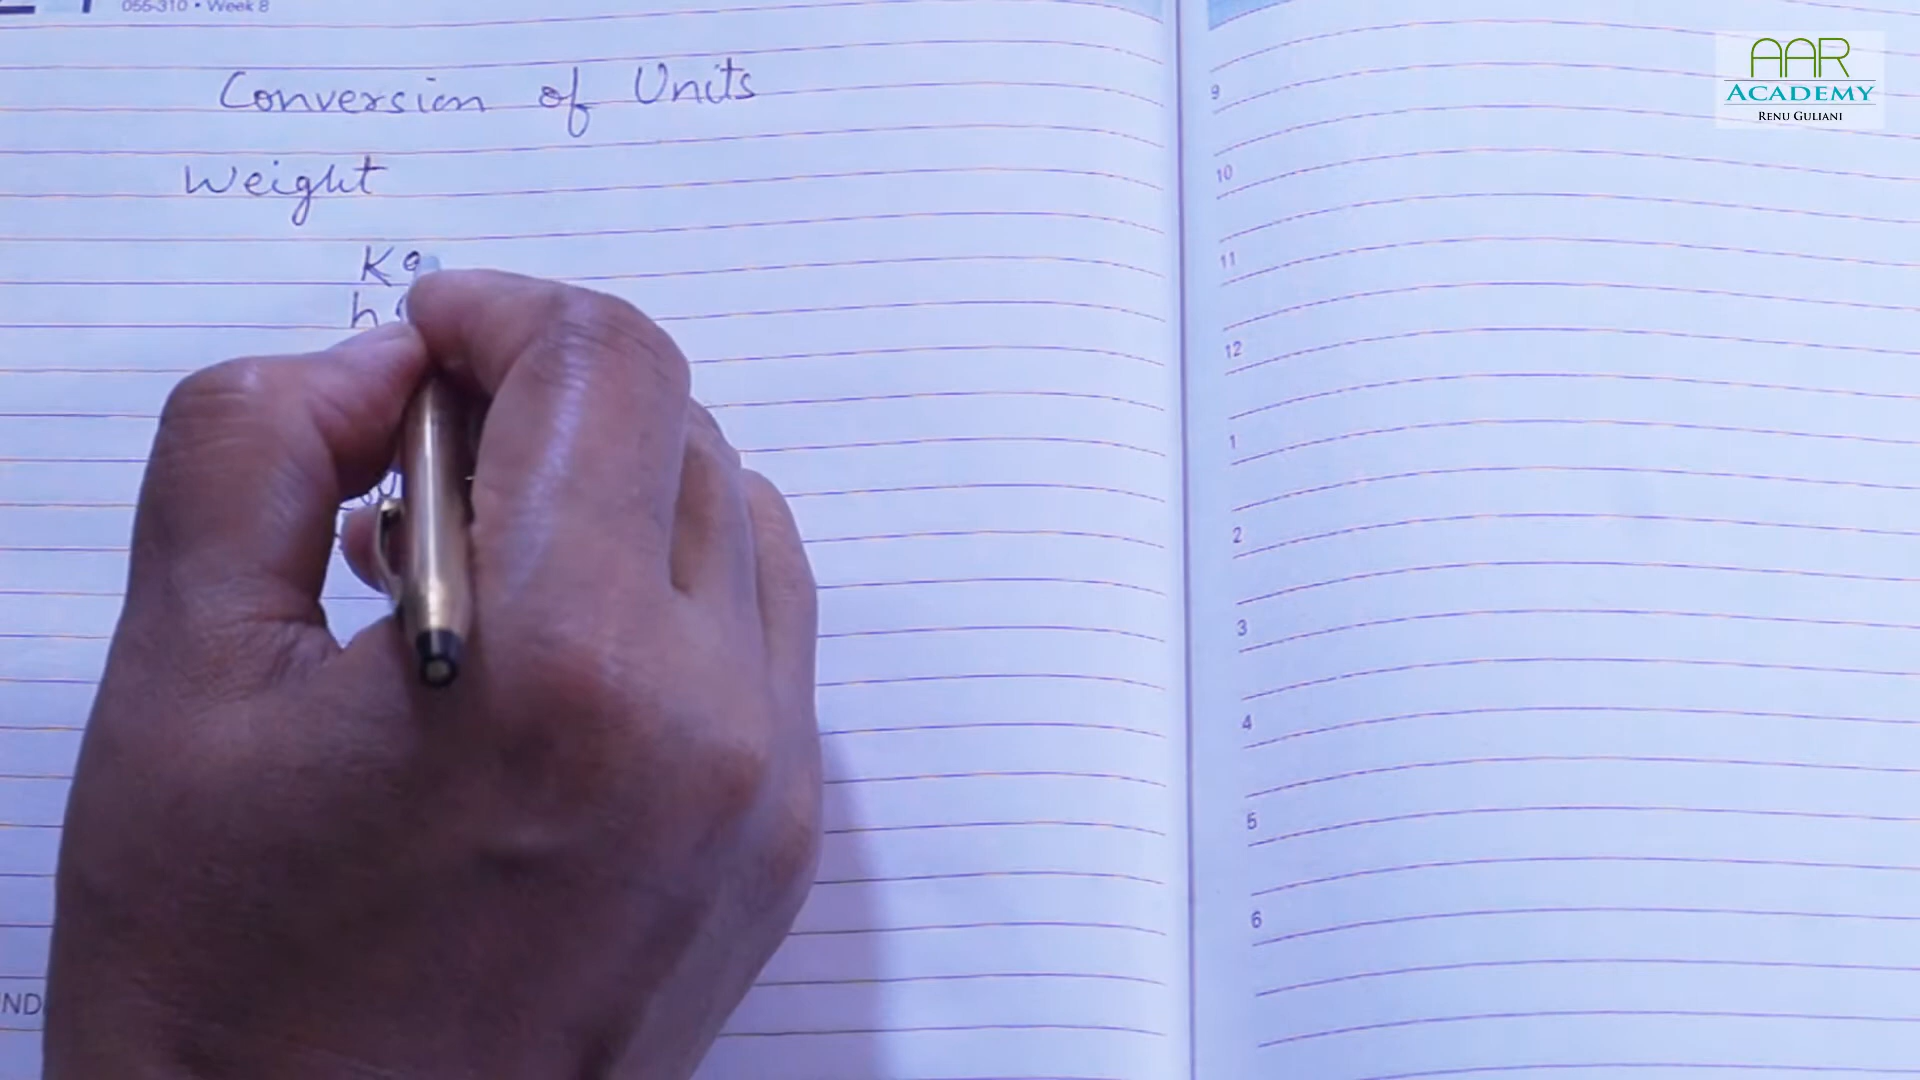 055-310 • Week 8
Conversion of Units
Weight
Kg
h
9
10
11
12
1
2
3
4
5
6
AAR
ACADEMY
RENU GULIANI